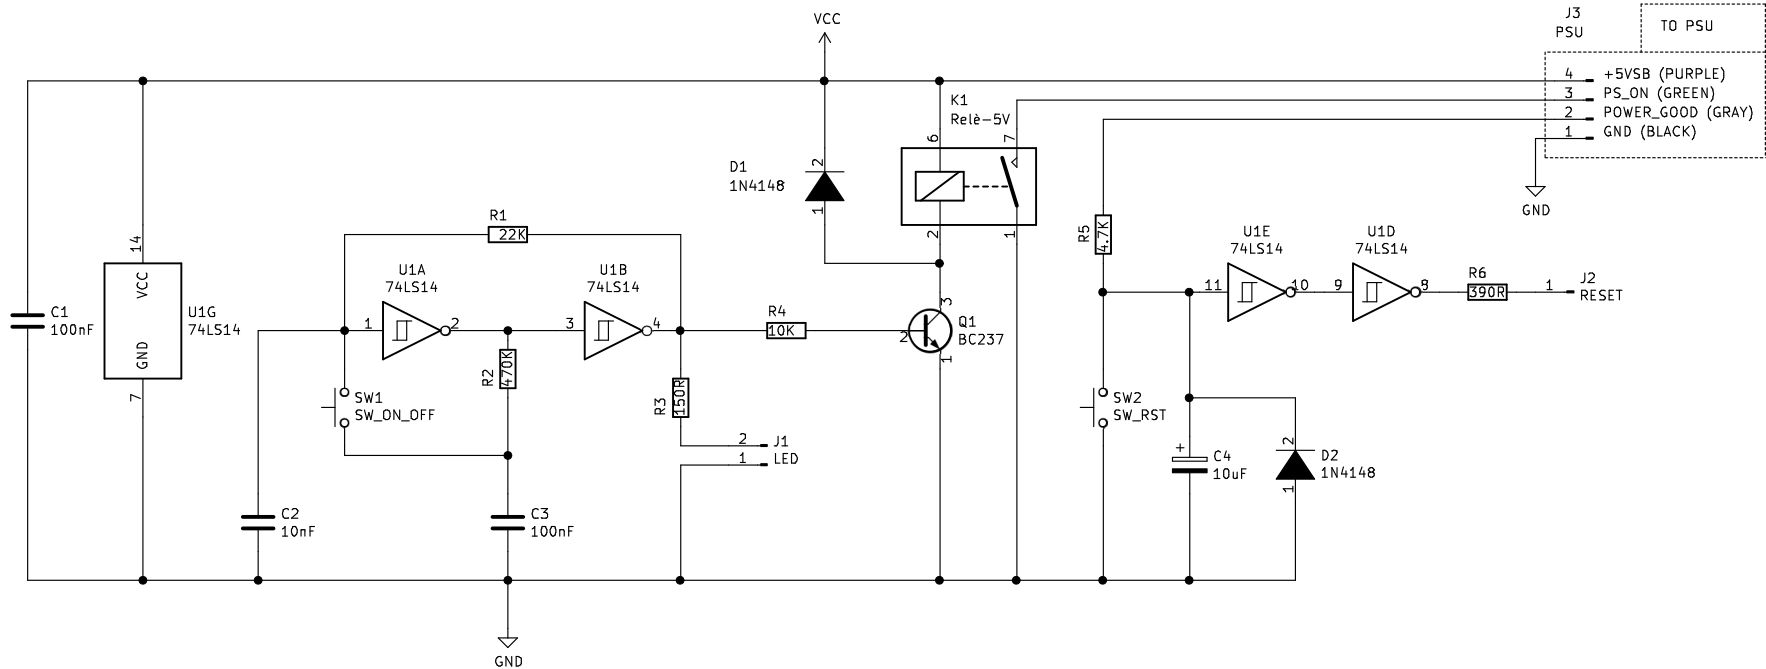 VCC
J3
PSU
TO PSU
4 +5VSB (PURPLE)
3 PS_ON (GREEN)
2 POWER_GOOD (GRAY)
1 GND (BLACK)
GND
K1
Relè-5V
6
7
2
1
D1
1N4148
2
1
R1
22K
14
VCC
GND
7
U1G
74LS14
C1
100nF
U1A
74LS14
1
2
U1B
74LS14
3
4
R2
470K
R3
150R
R4
10K
2
3
1
Q1
BC237
SW1
SW_ON_OFF
2
1
J1
LED
C2
10nF
C3
100nF
GND
R5
4.7K
U1E
74LS14
11
10
U1D
74LS14
9
8
R6
390R
1
J2
RESET
SW2
SW_RST
+
C4
10uF
2
1
D2
1N4148